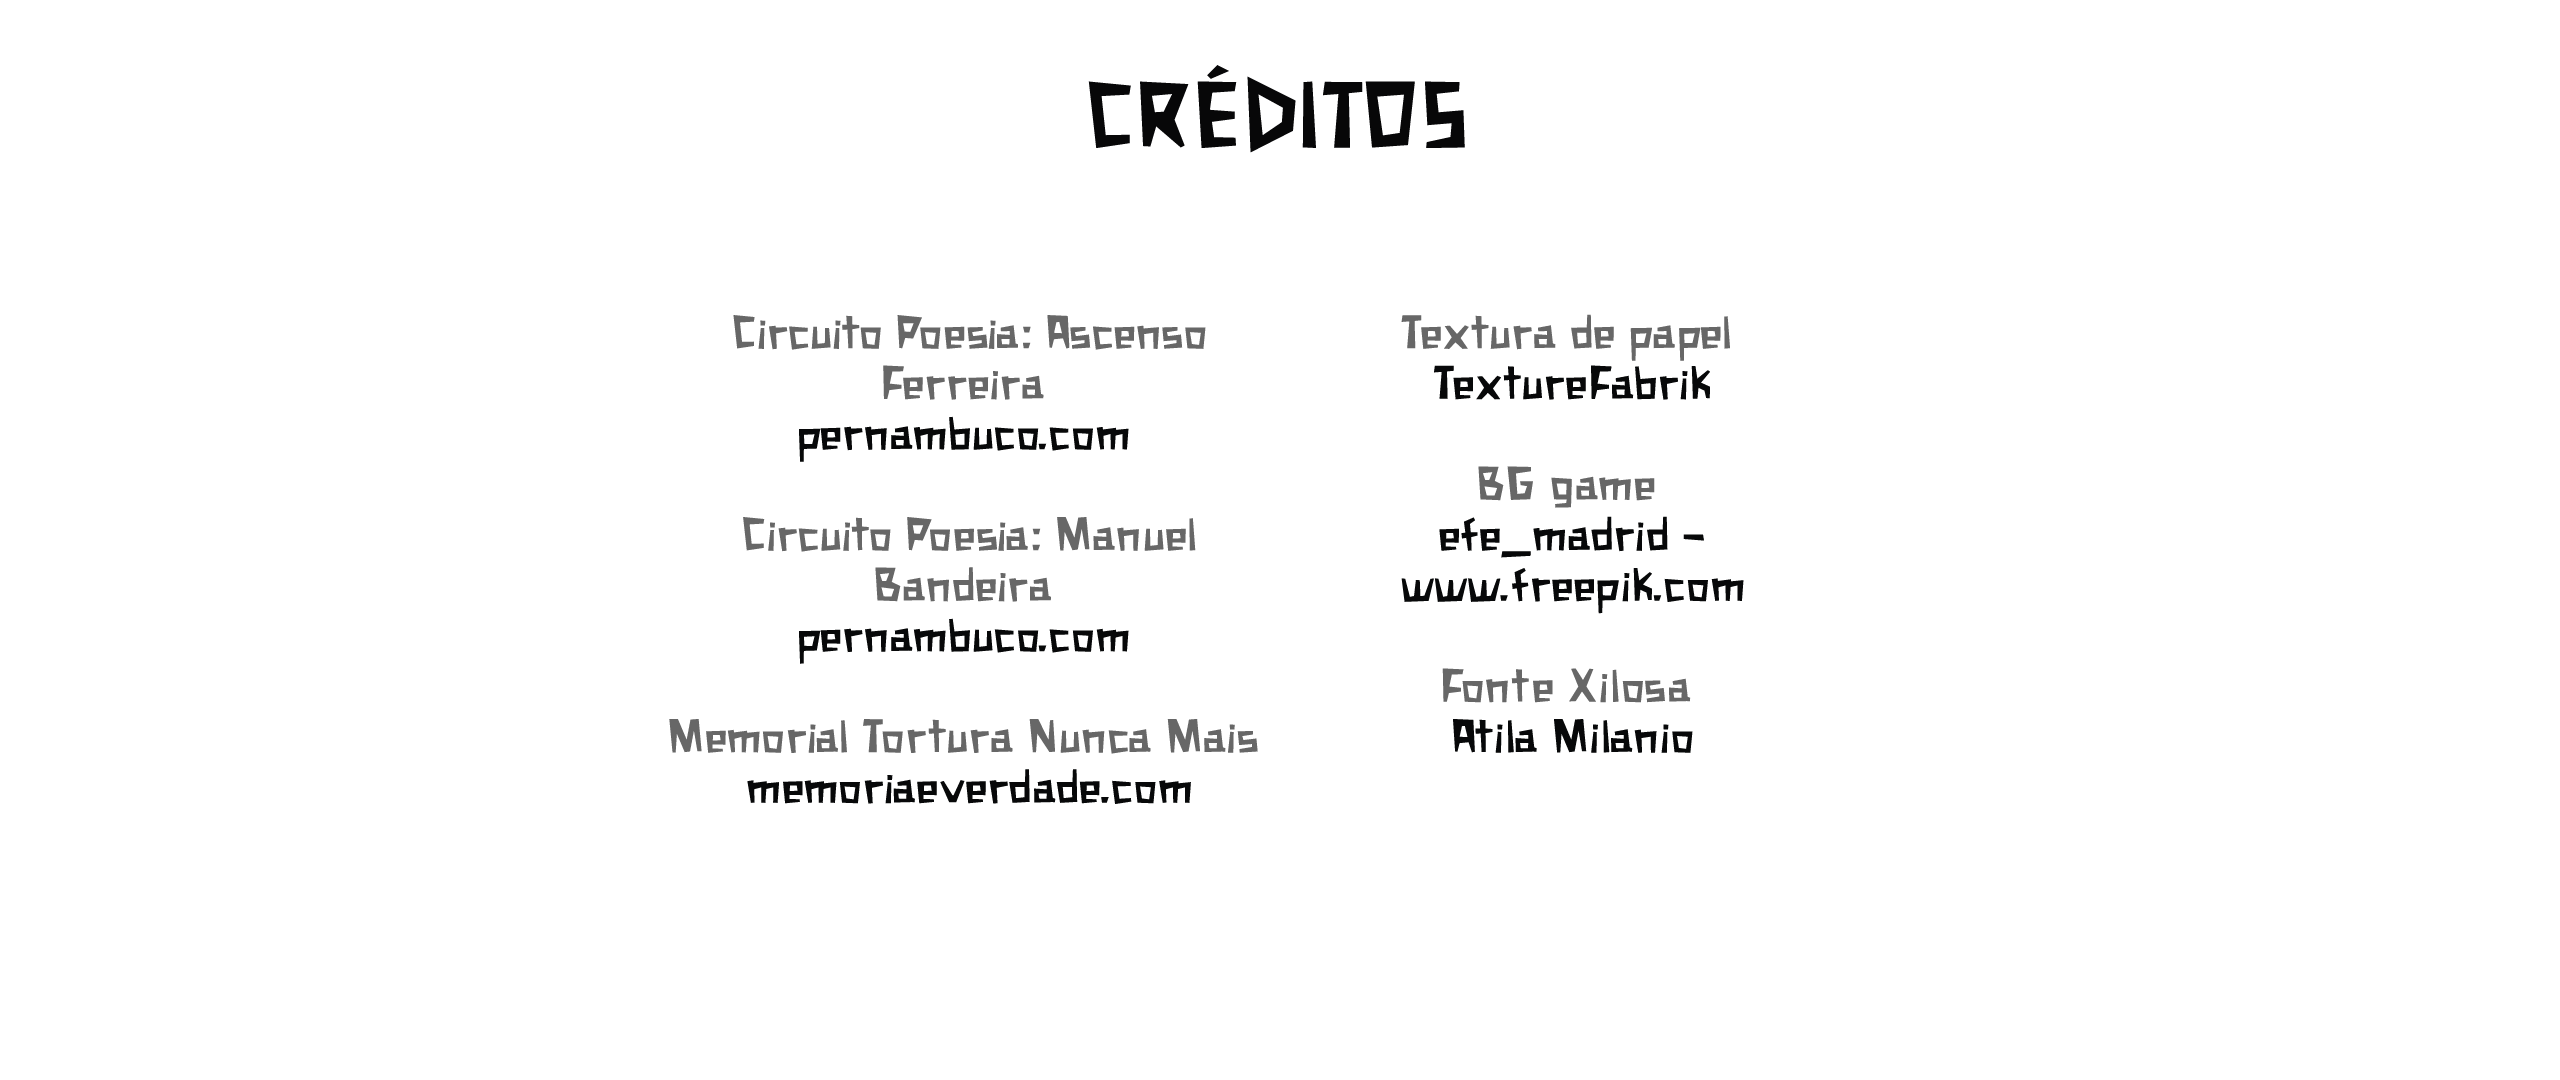 CRÉDITOS
Circuito Poesia: Ascenso
Ferreira
pernambuco.com
Circuito Poesia: Manuel
Bandeira
pernambuco.com
Memorial Tortura Nunca Mais
memoriaeverdade.com
Textura de papel
TextureFabrik
BG game
efe_madrid -
www.freepik.com
Fonte Xilosa
Atila Milanio